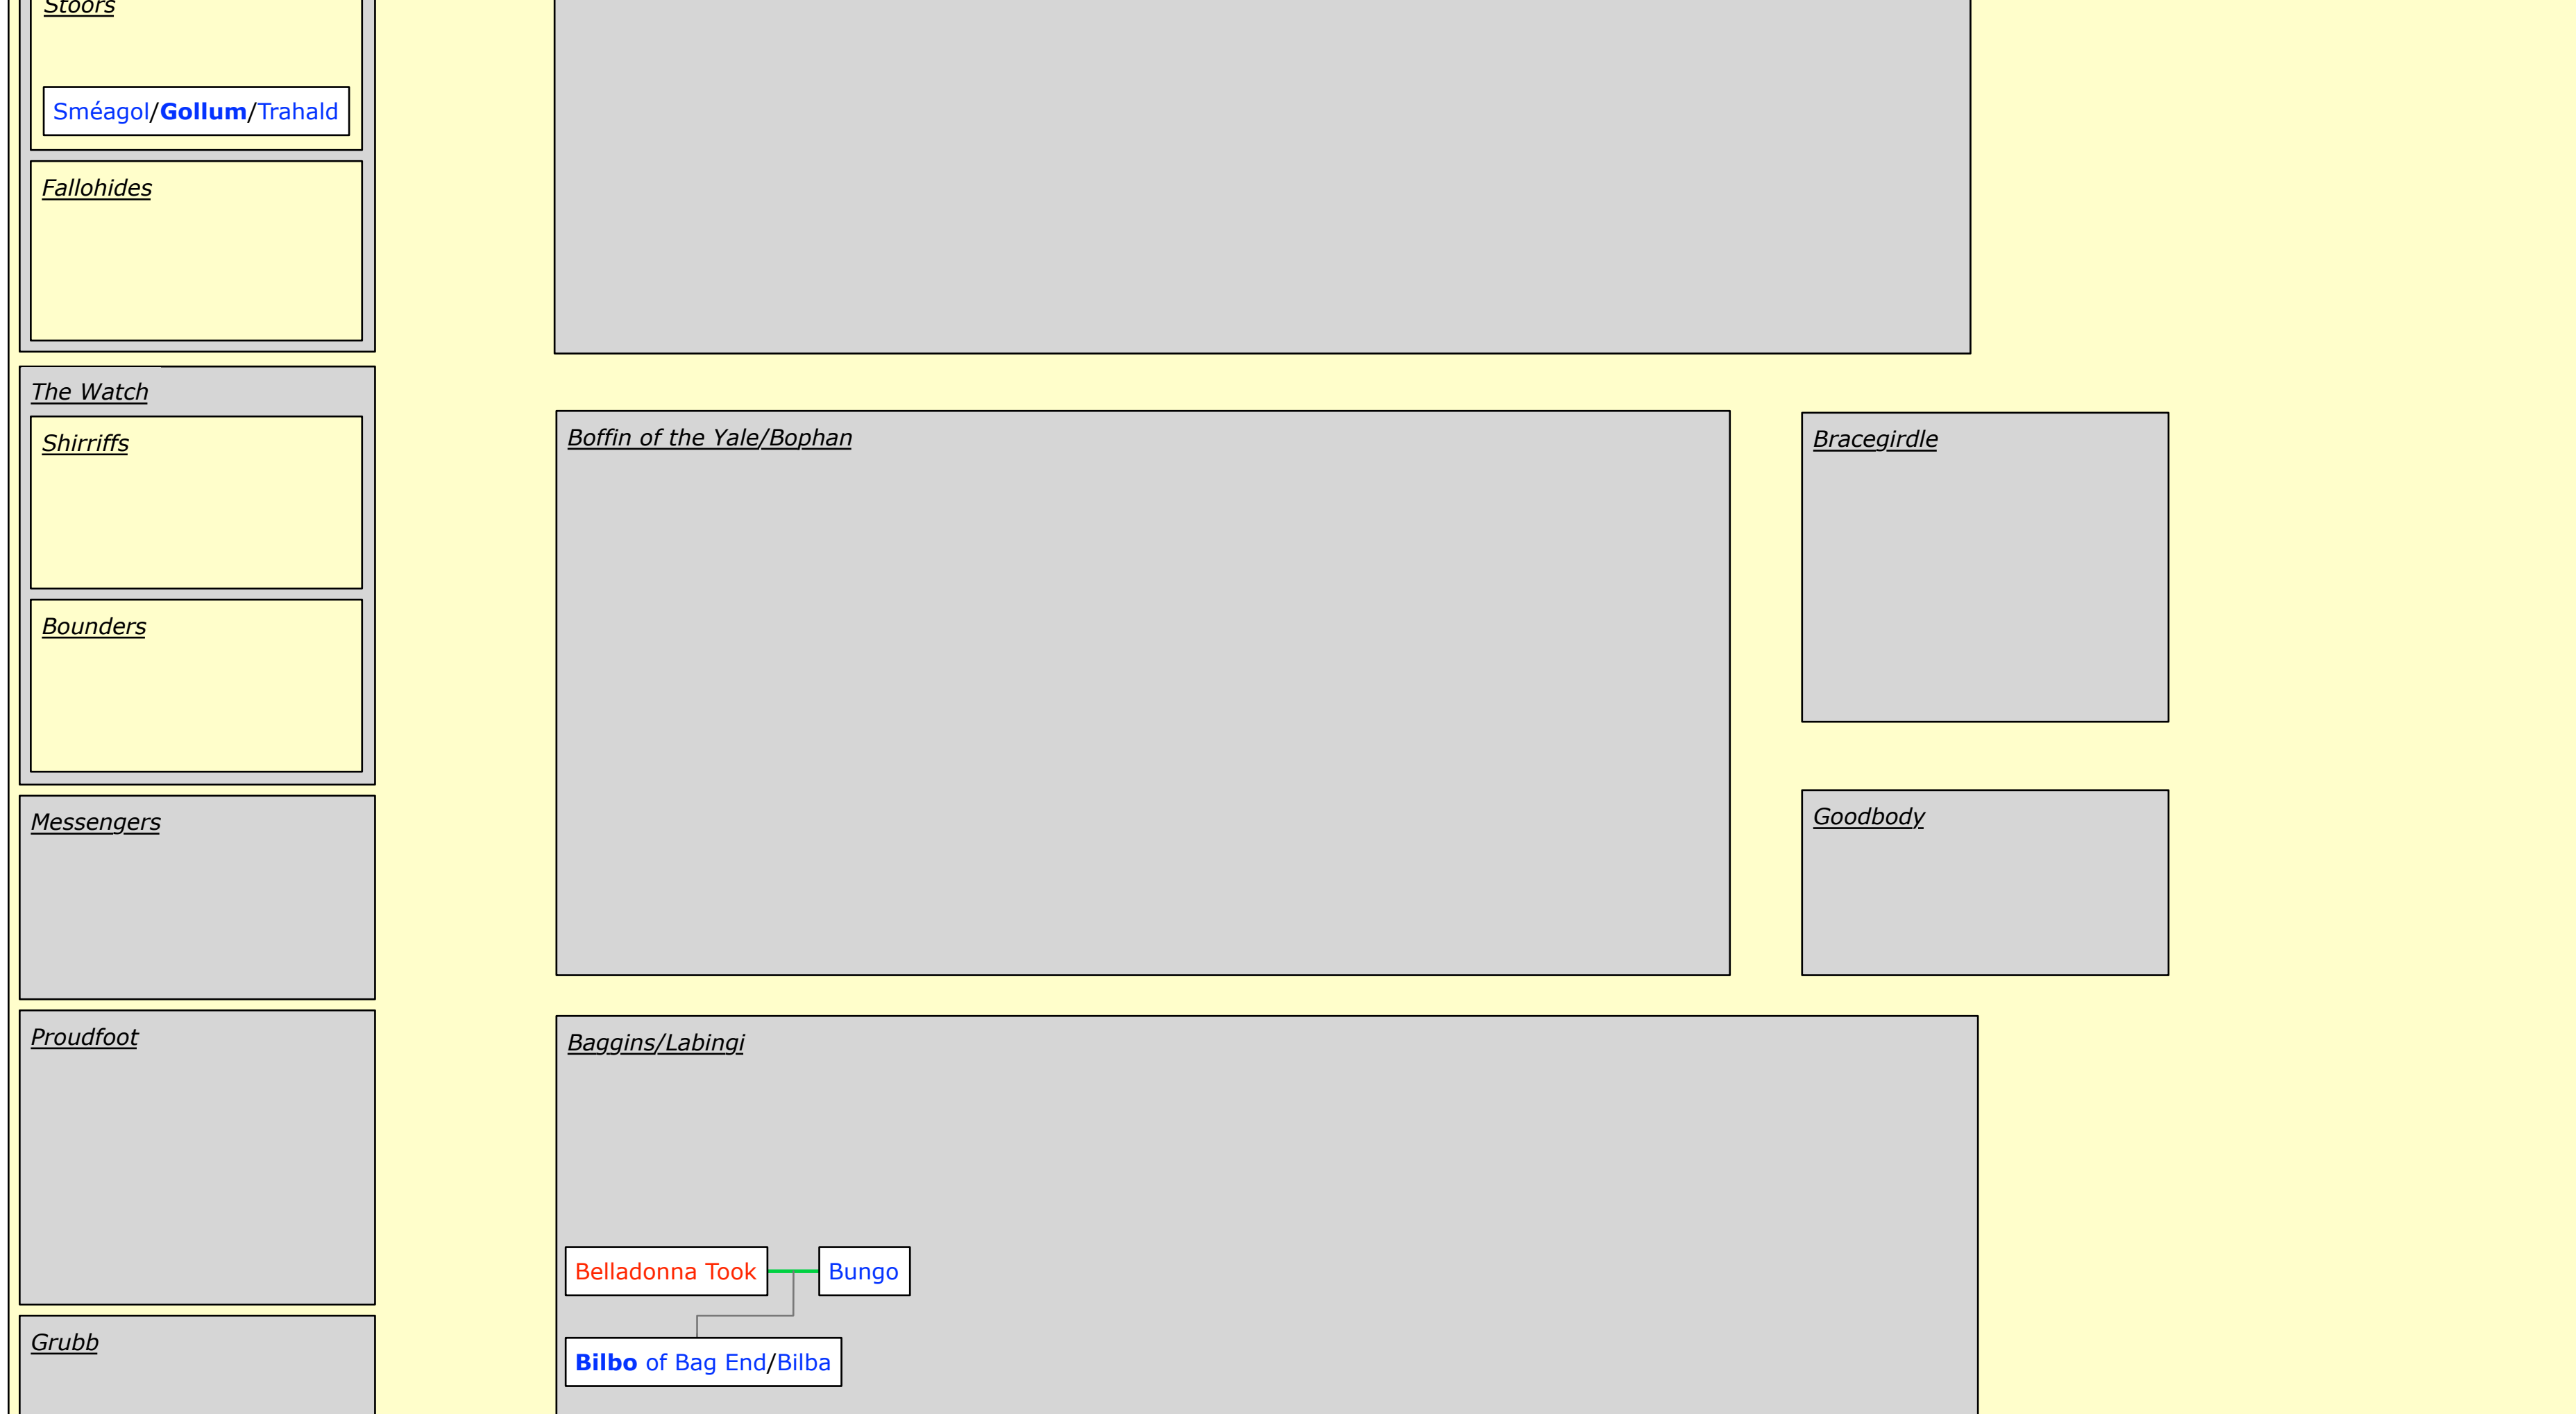 Stoors
Sméagol/Gollum/Trahald
Fallohides
The Watch
Shirriffs
Bounders
Messengers
Proudfoot
Grubb
Boffin of the Yale/Bophan
Bracegirdle
Goodbody
Baggins/Labingi
Belladonna Took
Bungo
Bilbo of Bag End/Bilba